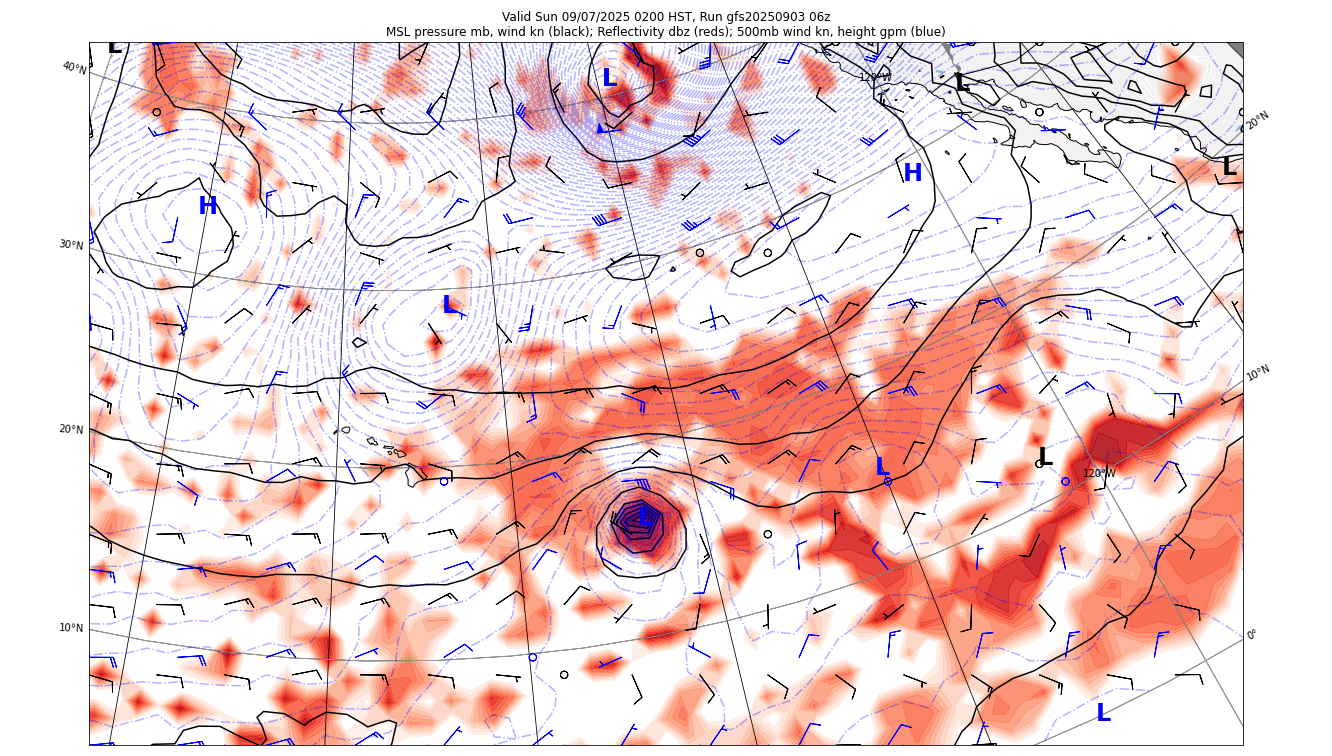 Valid Sun 09/07/2025 0200 HST, Run gfs20250903 06z
MSL pressure mb, wind kn (black); Reflectivity dbz (reds); 500mb wind kn, height gpm (blue)
L
40°N
L
120°W
L
20°N
H
L
H
30°N
L
10°N
20°N
L
L
120°W
L
10°N
0°
L